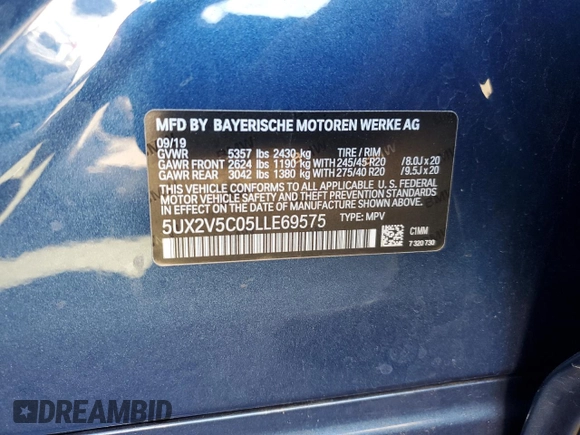 MFD BY BAYERISCHE MOTOREN WERKE AG
09/19
GVWR 5357 lbs 2430 kg TIRE / RIM
GAWR FRONT 2624 lbs 1190 kg WITH 245/45 R20 /8.0J x 20
GAWR REAR 3042 lbs 1380 kg WITH 275/40 R20 /9.5J x 20
THIS VEHICLE CONFORMS TO ALL APPLICABLE U.S. FEDERAL
MOTOR VEHICLE SAFETY, BUMPER, AND THEFT PREVENTION STANDARDS
IN EFFECT ON THE DATE OF MANUFACTURE SHOWN ABOVE.
5UX2V5C05LLE69575 TYPE: MPV
C1MM
7 320 730
DREAMBID